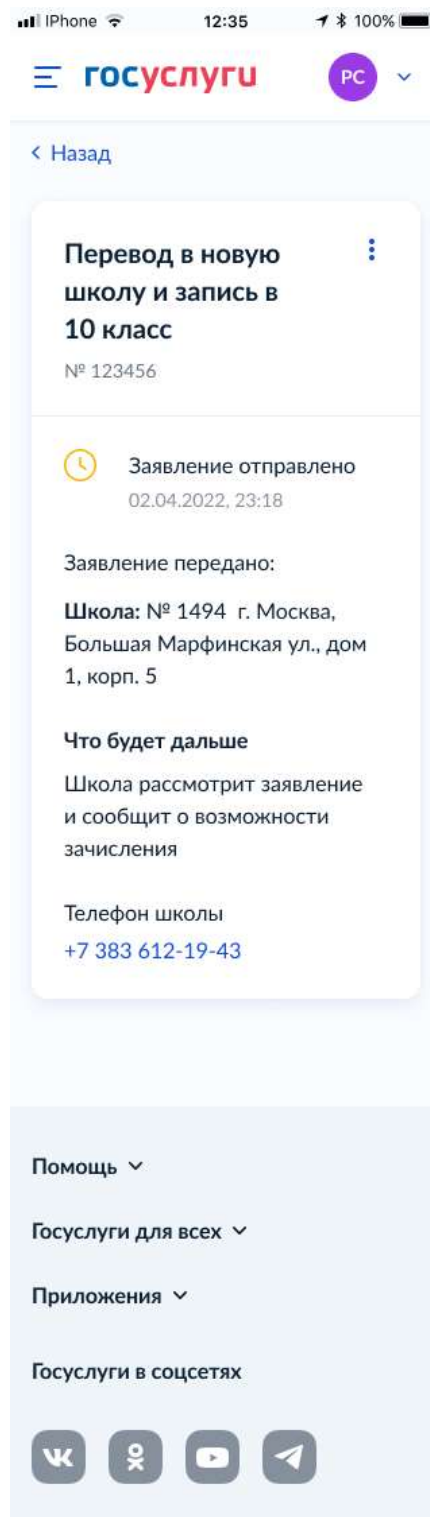 IPhone 12:35 100%
госуслуги РС
Назад
Перевод в новую
школу и запись в
10 класс
№ 123456
Заявление отправлено
02.04.2022, 23:18
Заявление передано:
Школа: № 1494 г. Москва,
Большая Марфинская ул., дом
1, корп. 5
Что будет дальше
Школа рассмотрит заявление
и сообщит о возможности
зачисления
Телефон школы
+7 383 612-19-43
Помощь
Госуслуги для всех
Приложения
Госуслуги в соцсетях